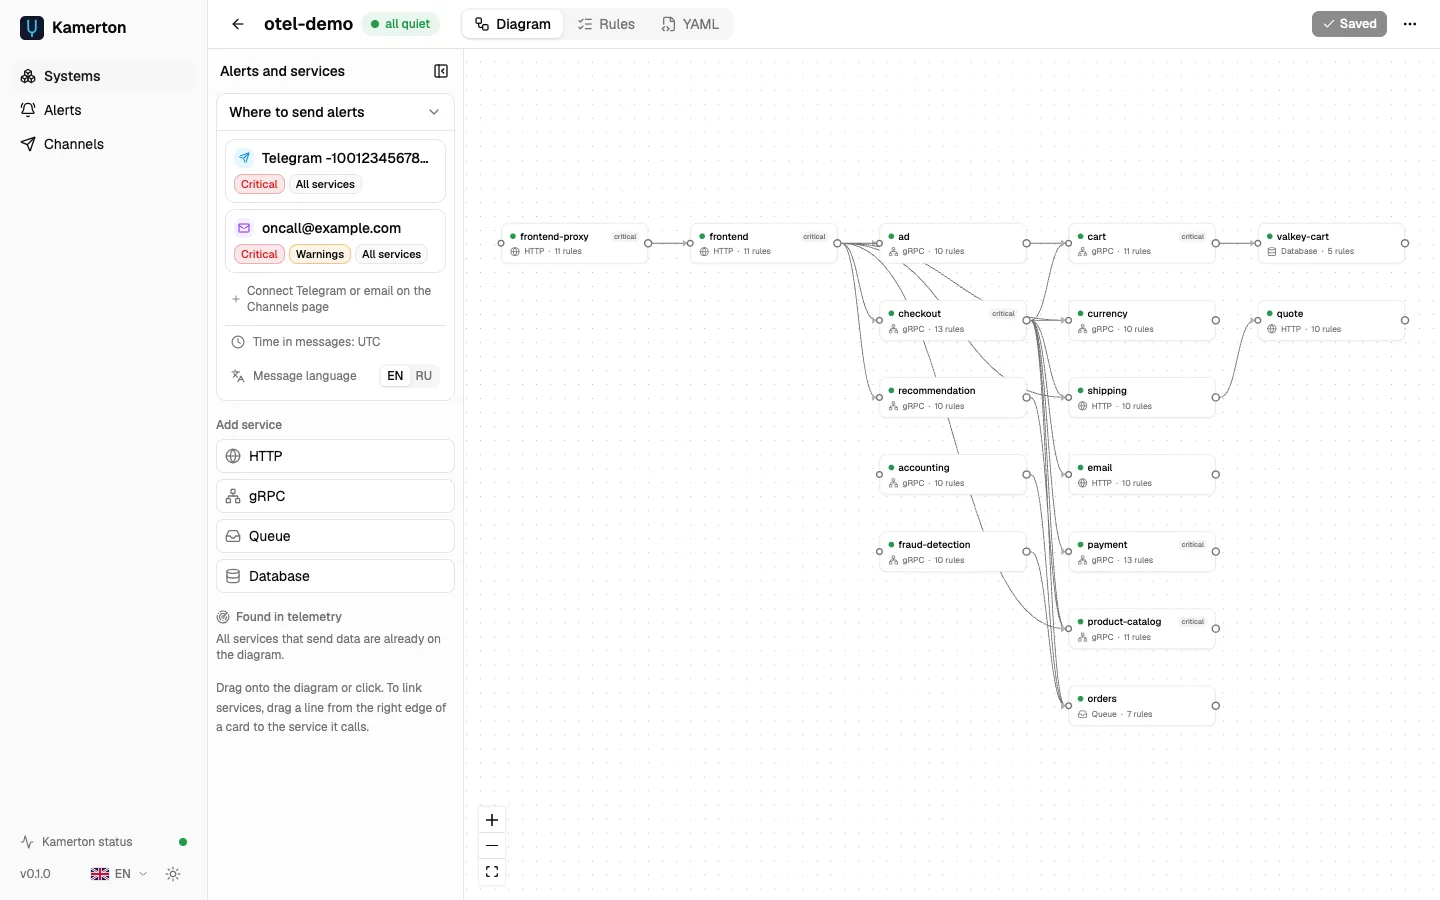 Kamerton
Systems
Alerts
Channels
Kamerton status
v0.1.0
EN
otel-demo
all quiet
Diagram
Rules
YAML
Saved
Alerts and services
Where to send alerts
Telegram -10012345678...
Critical
All services
oncall@example.com
Critical
Warnings
All services
+ Connect Telegram or email on the
Channels page
Time in messages: UTC
Message language
EN
RU
Add service
HTTP
gRPC
Queue
Database
Found in telemetry
All services that send data are already on
the diagram.
Drag onto the diagram or click. To link
services, drag a line from the right edge of
a card to the service it calls.
frontend-proxy
critical
HTTP · 11 rules
frontend
critical
HTTP · 11 rules
ad
gRPC · 10 rules
cart
critical
gRPC · 11 rules
valkey-cart
Database · 5 rules
checkout
critical
gRPC · 13 rules
currency
gRPC · 10 rules
quote
HTTP · 10 rules
recommendation
gRPC · 10 rules
shipping
HTTP · 10 rules
accounting
gRPC · 10 rules
email
HTTP · 10 rules
fraud-detection
gRPC · 10 rules
payment
critical
gRPC · 13 rules
product-catalog
critical
gRPC · 11 rules
orders
Queue · 7 rules